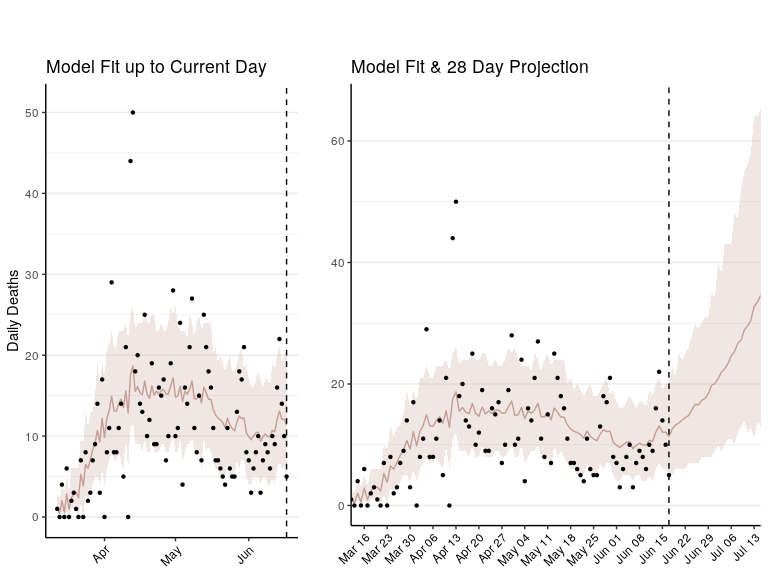 Model Fit up to Current Day
Model Fit & 28 Day Projection
Daily Deaths
50
40
30
20
10
0
Apr
May
Jun
60
40
20
0
Mar 16
Mar 23
Mar 30
Apr 06
Apr 13
Apr 20
Apr 27
May 04
May 11
May 18
May 25
Jun 01
Jun 08
Jun 15
Jun 22
Jun 29
Jul 06
Jul 13